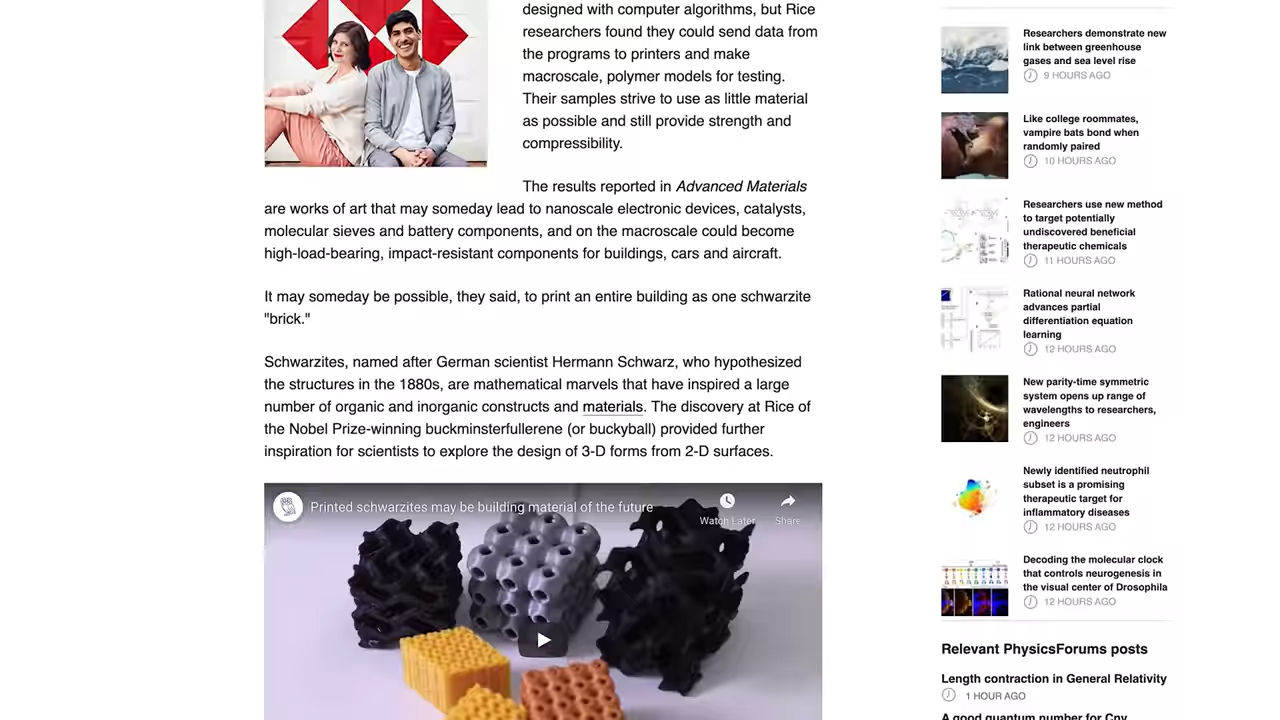 designed with computer algorithms, but Rice
researchers found they could send data from
the programs to printers and make
macroscale, polymer models for testing.
Their samples strive to use as little material
as possible and still provide strength and
compressibility.
The results reported in Advanced Materials
are works of art that may someday lead to nanoscale electronic devices, catalysts,
molecular sieves and battery components, and on the macroscale could become
high-load-bearing, impact-resistant components for buildings, cars and aircraft.
It may someday be possible, they said, to print an entire building as one schwarzite
"brick."
Schwarzites, named after German scientist Hermann Schwarz, who hypothesized
the structures in the 1880s, are mathematical marvels that have inspired a large
number of organic and inorganic constructs and materials. The discovery at Rice of
the Nobel Prize-winning buckminsterfullerene (or buckyball) provided further
inspiration for scientists to explore the design of 3-D forms from 2-D surfaces.
Printed schwarzites may be building material of the future
Watch Later
Share
Researchers demonstrate new
link between greenhouse
gases and sea level rise
9 HOURS AGO
Like college roommates,
vampire bats bond when
randomly paired
10 HOURS AGO
Researchers use new method
to target potentially
undiscovered beneficial
therapeutic chemicals
11 HOURS AGO
Rational neural network
advances partial
differentiation equation
learning
12 HOURS AGO
New parity-time symmetric
system opens up range of
wavelengths to researchers,
engineers
12 HOURS AGO
Newly identified neutrophil
subset is a promising
therapeutic target for
inflammatory diseases
12 HOURS AGO
Decoding the molecular clock
that controls neurogenesis in
the visual center of Drosophila
12 HOURS AGO
Relevant PhysicsForums posts
Length contraction in General Relativity
1 HOUR AGO
A good quantum number for Cnv